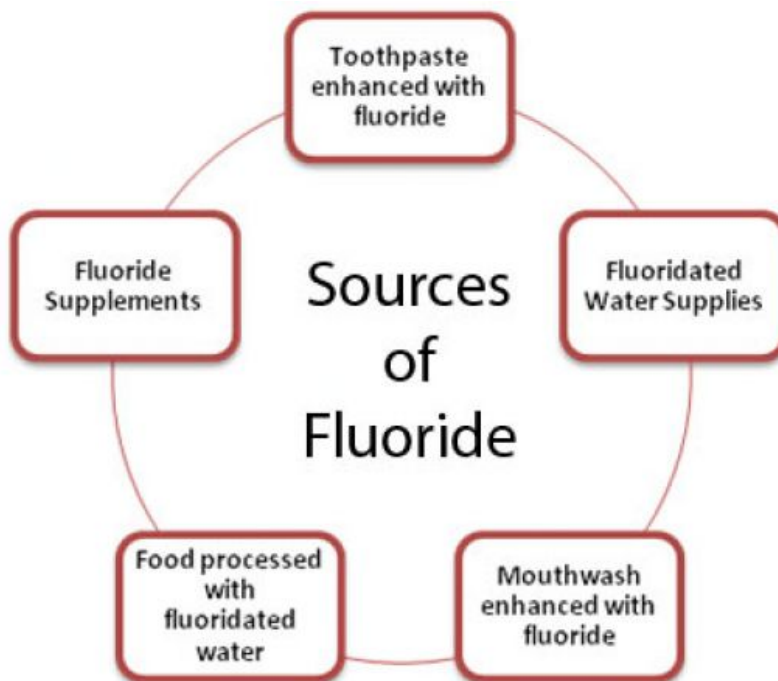 Toothpaste
enhanced with
fluoride
Fluoride
Supplements
Sources
of
Fluoride
Fluoridated
Water Supplies
Food processed
with
fluoridated
water
Mouthwash
enhanced with
fluoride